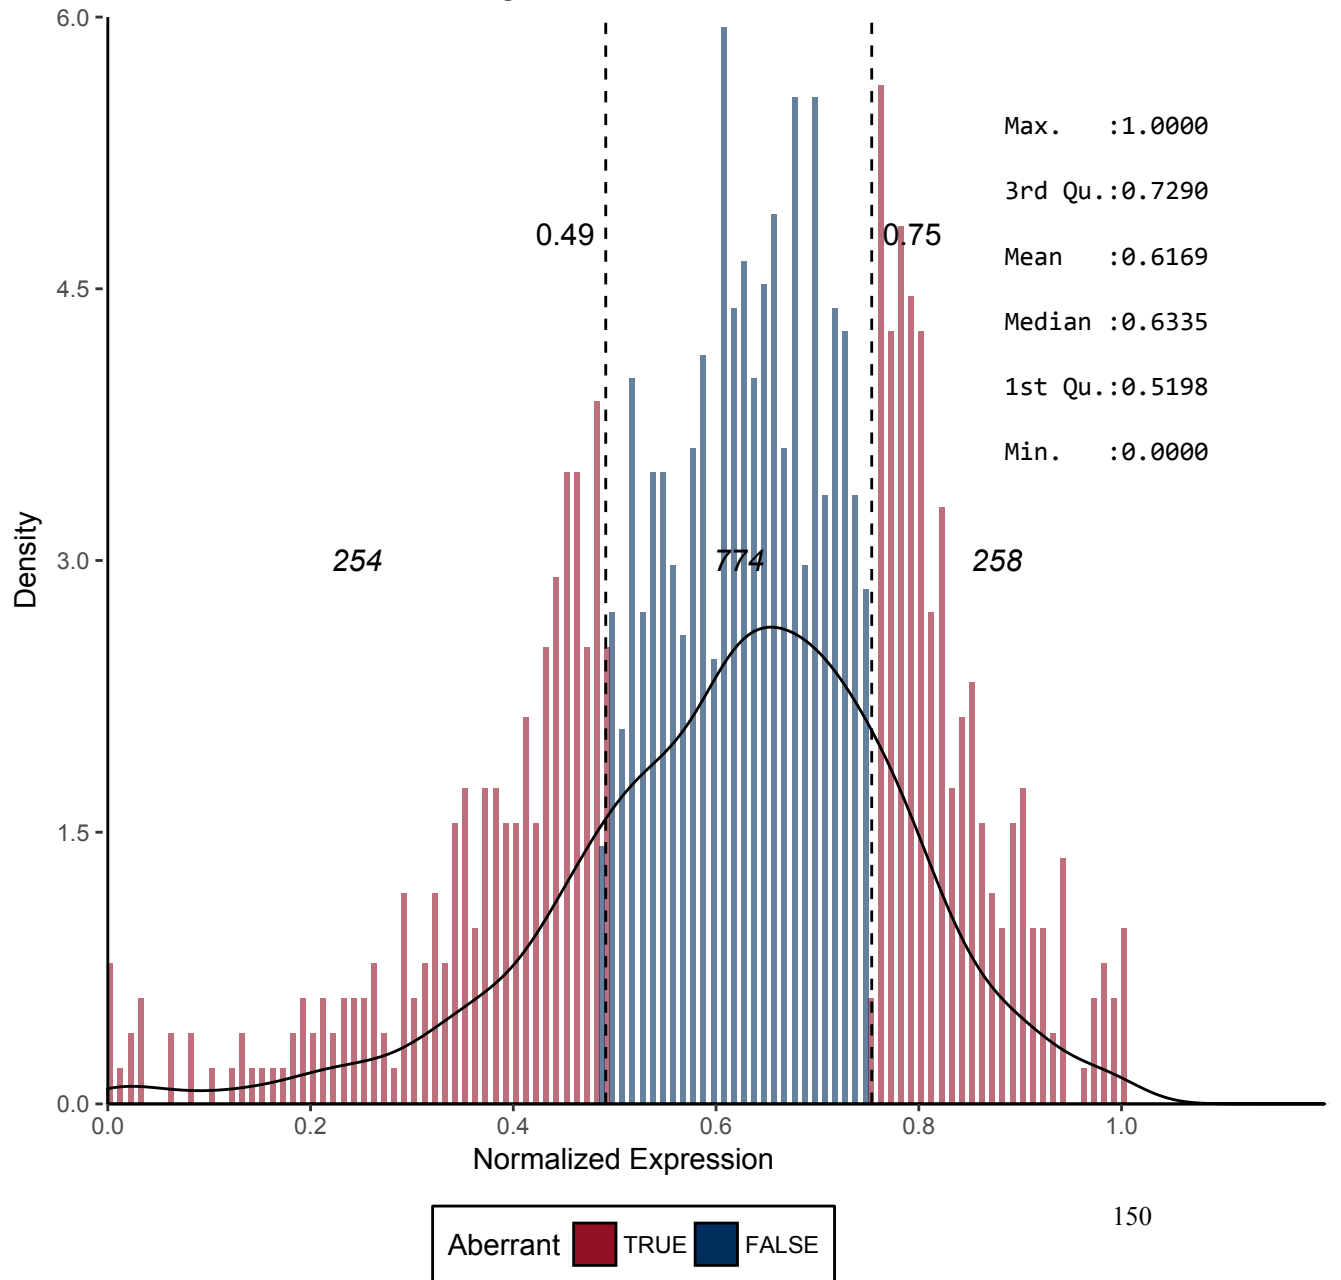 6.0
Max. :1.0000
3rd Qu.:0.7290
0.49
0.75
Mean :0.6169
4.5
Median :0.6335
1st Qu.:0.5198
Min. :0.0000
Density
3.0
254
774
258
1.5
0.0
0.0 0.2 0.4 0.6 0.8 1.0
Normalized Expression
150
Aberrant TRUE FALSE